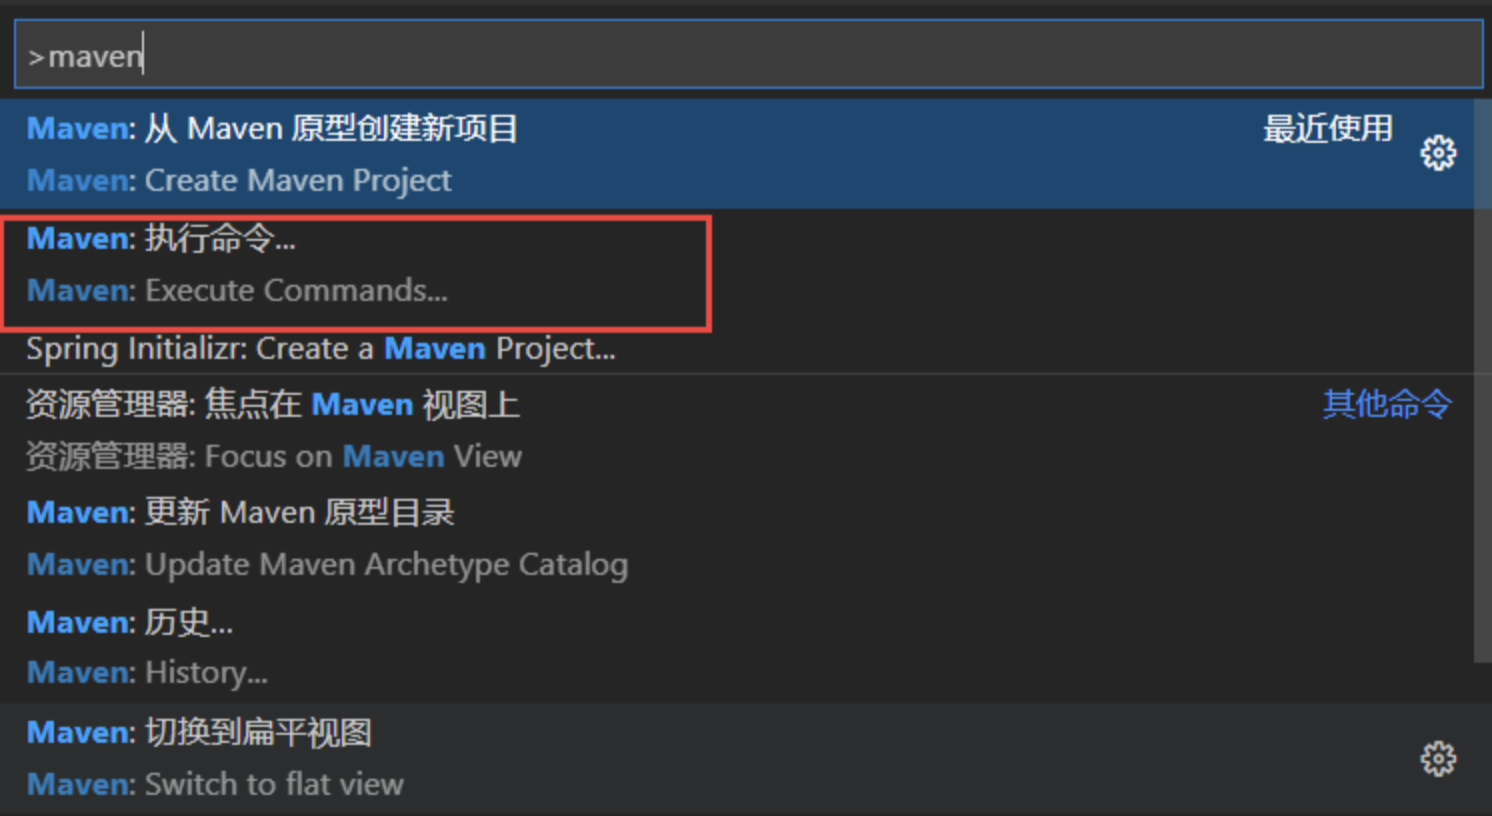 >maven
Maven: 从 Maven 原型创建新项目 最近使用
Maven: Create Maven Project
Maven: 执行命令...
Maven: Execute Commands...
Spring Initializr: Create a Maven Project...
资源管理器: 焦点在 Maven 视图上 其他命令
资源管理器: Focus on Maven View
Maven: 更新 Maven 原型目录
Maven: Update Maven Archetype Catalog
Maven: 历史...
Maven: History...
Maven: 切换到扁平视图
Maven: Switch to flat view